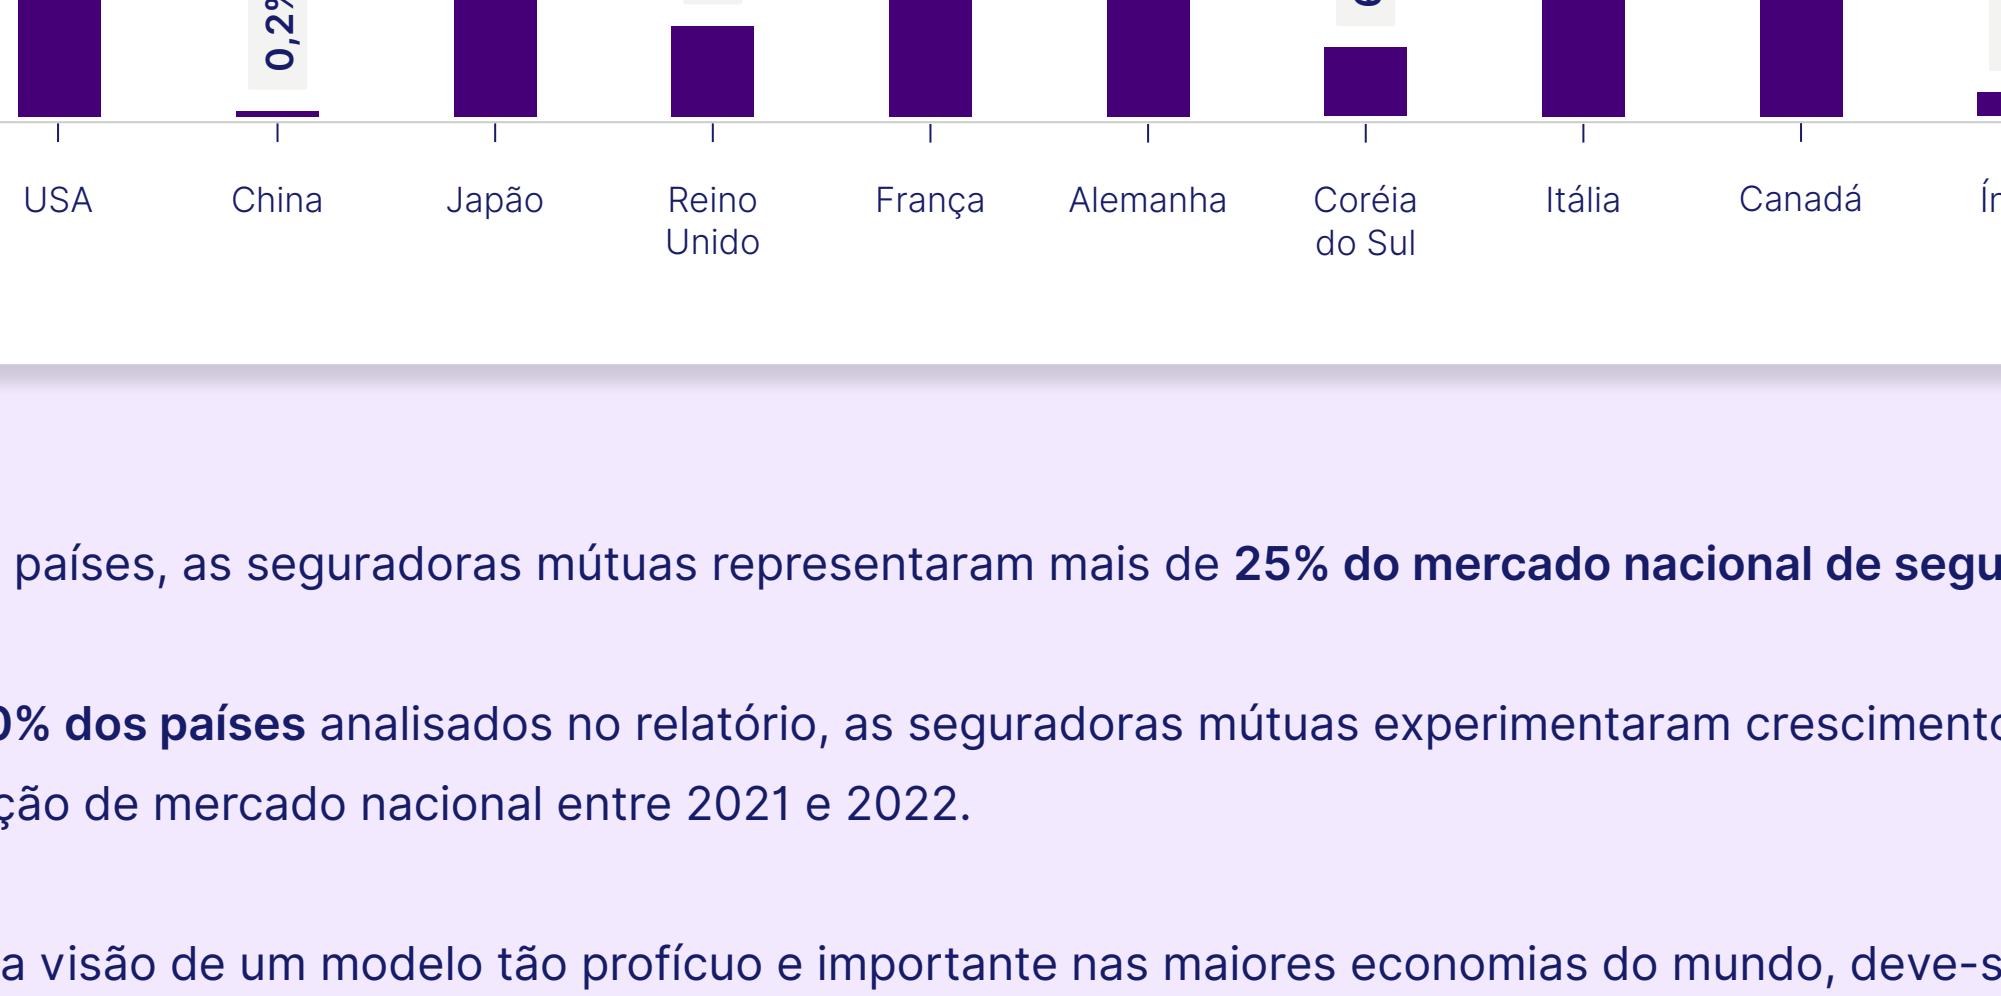 0,2%
USA China Japão Reino Unido França Alemanha Coréia do Sul Itália Canadá
países, as seguradoras mútuas representaram mais de 25% do mercado nacional de segu
0% dos países analisados no relatório, as seguradoras mútuas experimentaram crescimento
ção de mercado nacional entre 2021 e 2022.
a visão de um modelo tão profícuo e importante nas maiores economias do mundo, deve-s